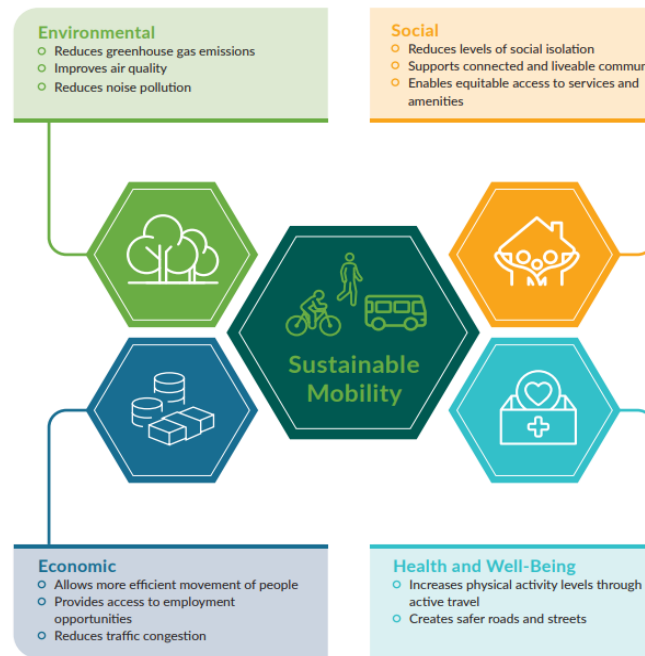 Environmental
Reduces greenhouse gas emissions
Improves air quality
Reduces noise pollution
Social
Reduces levels of social isolation
Supports connected and liveable commun
Enables equitable access to services and
amenities
Sustainable
Mobility
Economic
Allows more efficient movement of people
Provides access to employment
opportunities
Reduces traffic congestion
Health and Well-Being
Increases physical activity levels through
active travel
Creates safer roads and streets